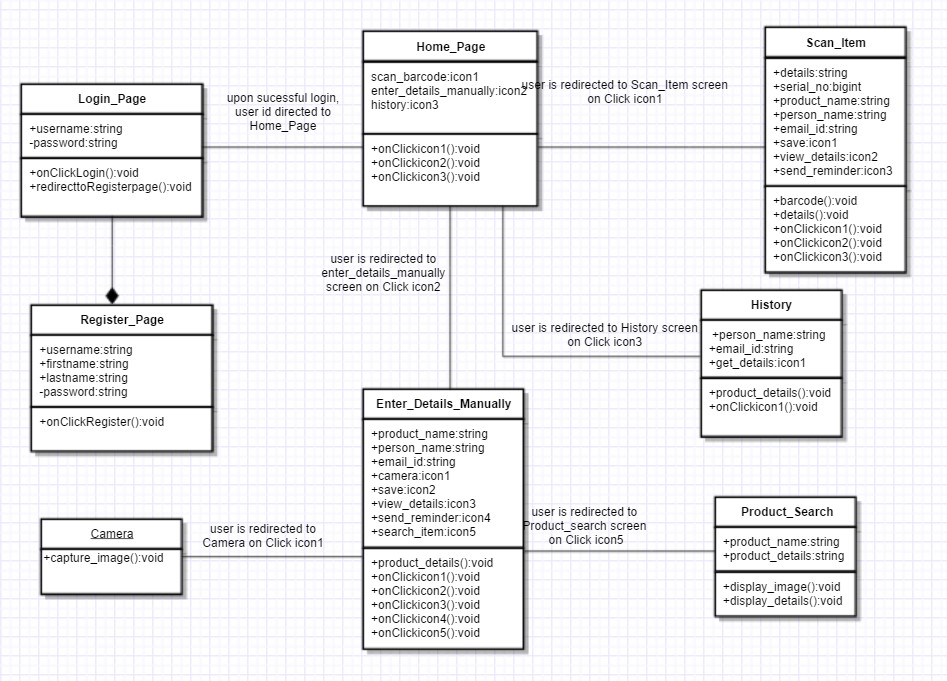 Login_Page
+username:string
-password:string
+onClickLogin():void
+redirecttoRegisterpage():void
upon sucessful login,
user id directed to
Home_Page
Home_Page
scan_barcode:icon1
enter_details_manually:icon2
history:icon3
+onClickicon1():void
+onClickicon2():void
+onClickicon3():void
user is redirected to Scan_Item screen
on Click icon1
Scan_Item
+details:string
+serial_no:bigint
+product_name:string
+person_name:string
+email_id:string
+save:icon1
+view_details:icon2
+send_reminder:icon3
+barcode():void
+details():void
+onClickicon1():void
+onClickicon2():void
+onClickicon3():void
user is redirected to
enter_details_manually
screen on Click icon2
user is redirected to History screen
on Click icon3
History
+person_name:string
+email_id:string
+get_details:icon1
+product_details():void
+onClickicon1():void
Register_Page
+username:string
+firstname:string
+lastname:string
-password:string
+onClickRegister():void
Enter_Details_Manually
+product_name:string
+person_name:string
+email_id:string
+camera:icon1
+save:icon2
+view_details:icon3
+send_reminder:icon4
+search_item:icon5
+product_details():void
+onClickicon1():void
+onClickicon2():void
+onClickicon3():void
+onClickicon4():void
+onClickicon5():void
Camera
+capture_image():void
user is redirected to
Camera on Click icon1
user is redirected to
Product_search screen
on Click icon5
Product_Search
+product_name:string
+product_details:string
+display_image():void
+display_details():void